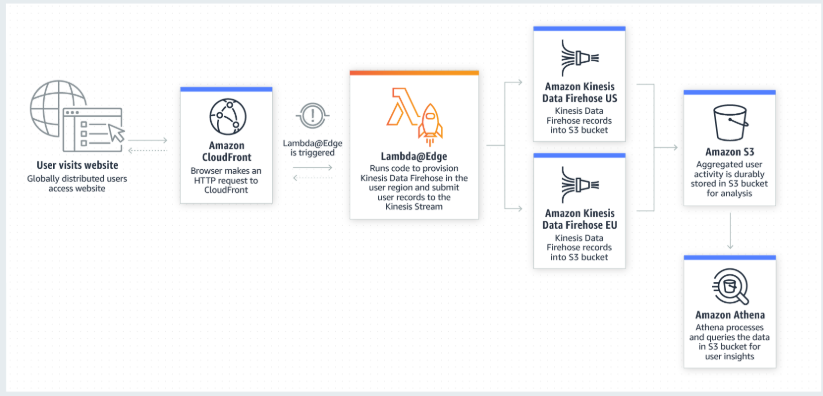 User visits website
Globally distributed users
access website
Amazon
CloudFront
Browser makes an
HTTP request to
CloudFront
Lambda@Edge
is triggered
Lambda@Edge
Runs code to provision
Kinesis Data Firehose in the
user region and submit
user records to the
Kinesis Stream
Amazon Kinesis
Data Firehose US
Kinesis Data
Firehose records
into S3 bucket
Amazon Kinesis
Data Firehose EU
Kinesis Data
Firehose records
into S3 bucket
Amazon S3
Aggregated user
activity is durably
stored in S3 bucket
for analysis
Amazon Athena
Athena processes
and queries the data
in S3 bucket for
user insights